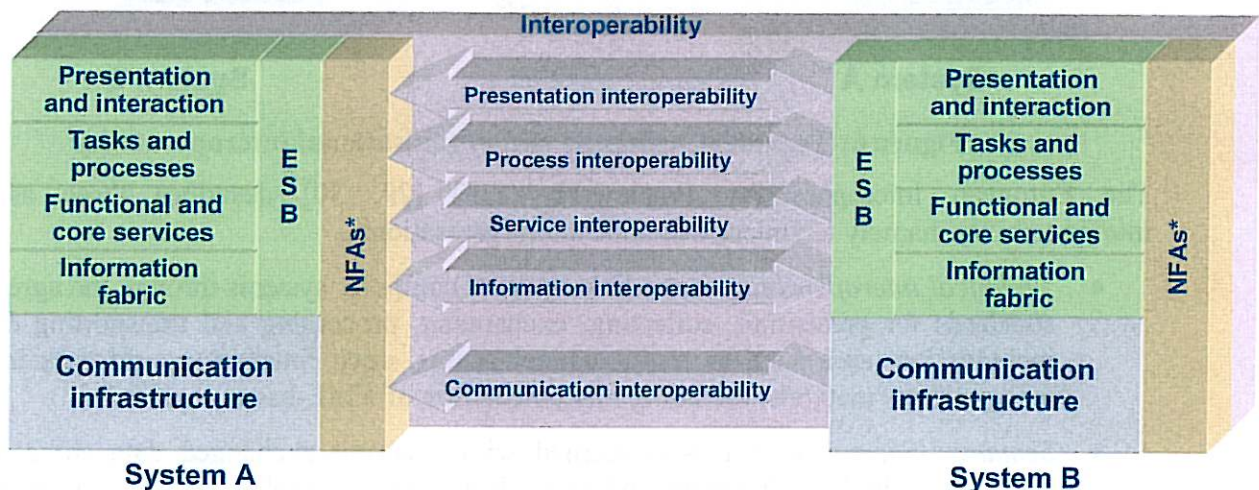 Interoperability
Presentation
and interaction
Tasks and
processes
Functional and
core services
Information
fabric
E
S
B
NFAs*
Communication
infrastructure
System A
Presentation interoperability
Process interoperability
Service interoperability
Information interoperability
Communication interoperability
E
S
B
Presentation
and interaction
Tasks and
processes
Functional and
core services
Information
fabric
NFAs*
Communication
infrastructure
System B